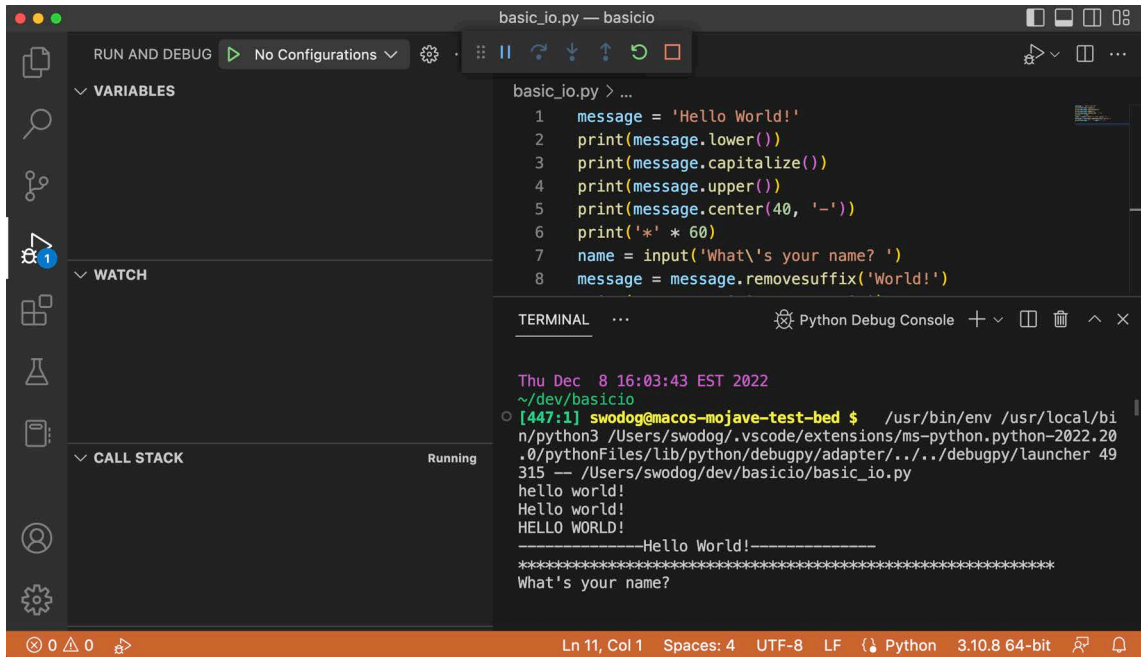 basic_io.py — basicio
RUN AND DEBUG No Configurations
VARIABLES
WATCH
CALL STACK Running
1
basic_io.py > ...
1 message = 'Hello World!'
2 print(message.lower())
3 print(message.capitalize())
4 print(message.upper())
5 print(message.center(40, '-'))
6 print('*' * 60)
7 name = input('What\'s your name? ')
8 message = message.removesuffix('World!')
TERMINAL ... Python Debug Console
Thu Dec  8 16:03:43 EST 2022
~/dev/basicio
[447:1] swodog@macos-mojave-test-bed $   /usr/bin/env /usr/local/bi
n/python3 /Users/swodog/.vscode/extensions/ms-python.python-2022.20
.0/pythonFiles/lib/python/debugpy/adapter/../../debugpy/launcher 49
315 -- /Users/swodog/dev/basicio/basic_io.py
hello world!
Hello world!
HELLO WORLD!
--------------Hello World!--------------
************************************************************
What's your name?
0 0 Ln 11, Col 1 Spaces: 4 UTF-8 LF Python 3.10.8 64-bit